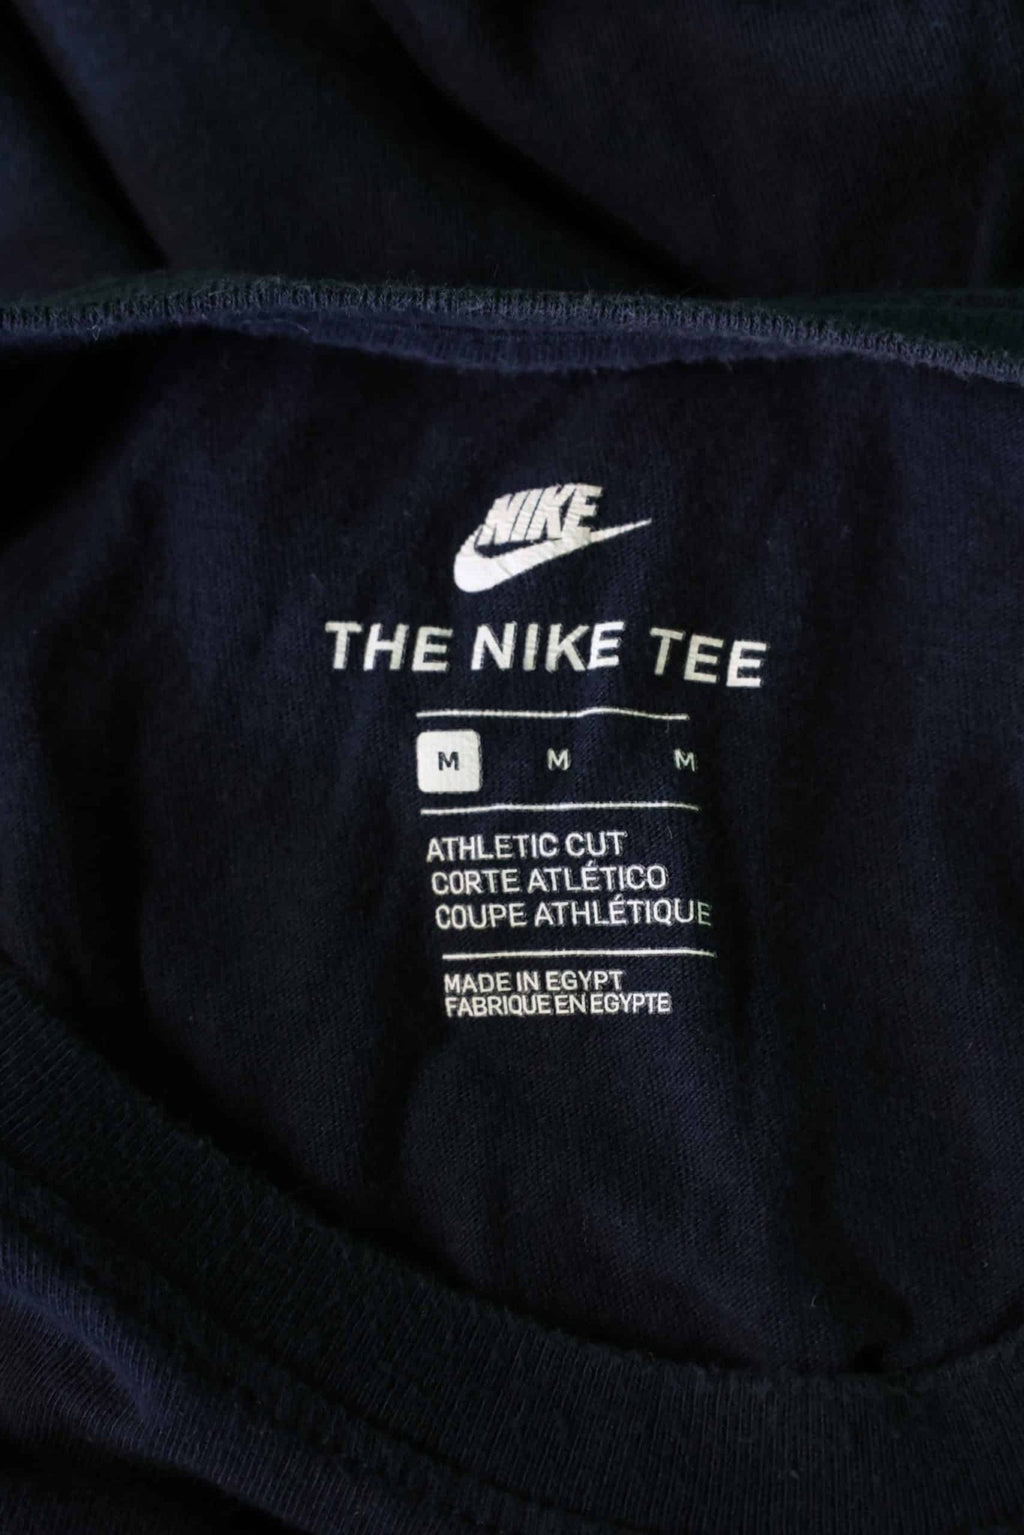 NIKE
THE NIKE TEE
M M M
ATHLETIC CUT
CORTE ATLÉTICO
COUPE ATHLÉTIQUE
MADE IN EGYPT
FABRIQUE EN EGYPTE